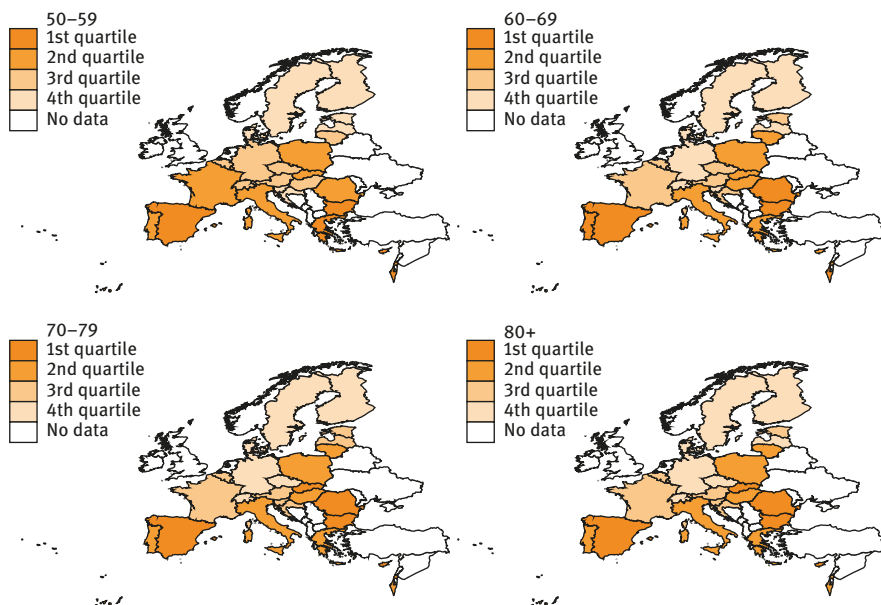 50–59
1st quartile
2nd quartile
3rd quartile
4th quartile
No data
60–69
1st quartile
2nd quartile
3rd quartile
4th quartile
No data
70–79
1st quartile
2nd quartile
3rd quartile
4th quartile
No data
80+
1st quartile
2nd quartile
3rd quartile
4th quartile
No data